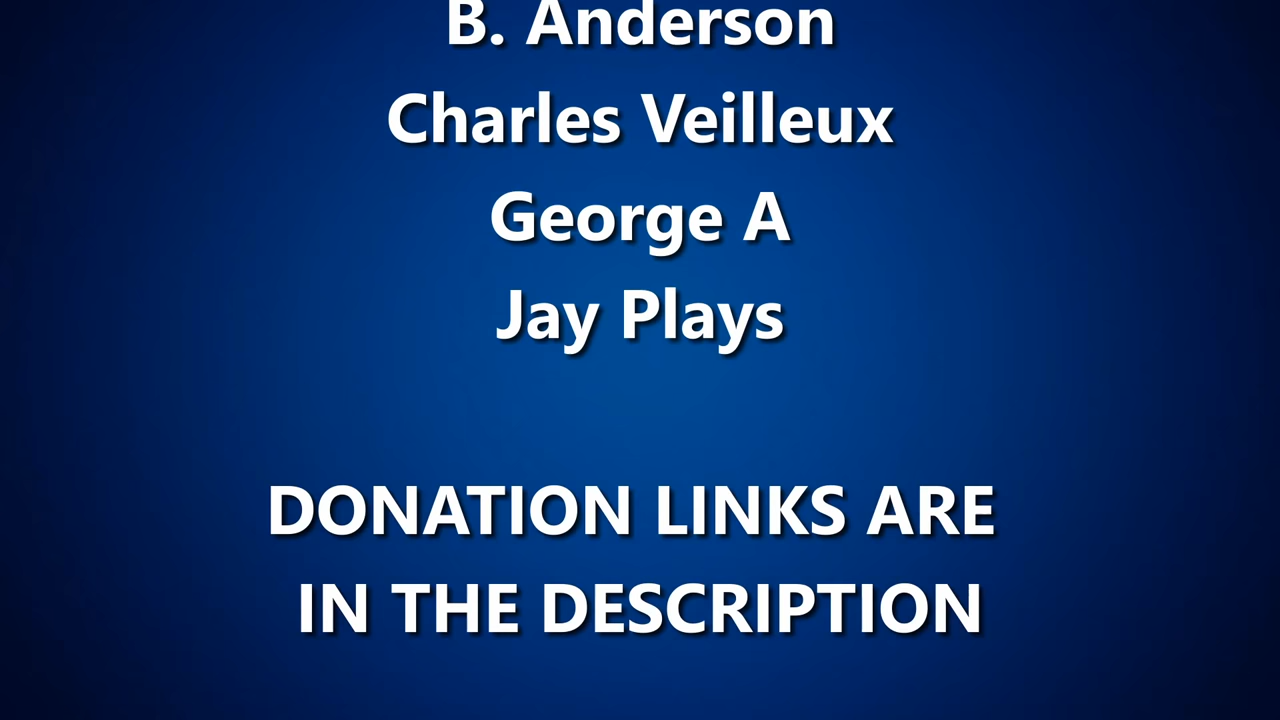 B. Anderson
Charles Veilleux
George A
Jay Plays
DONATION LINKS ARE
IN THE DESCRIPTION